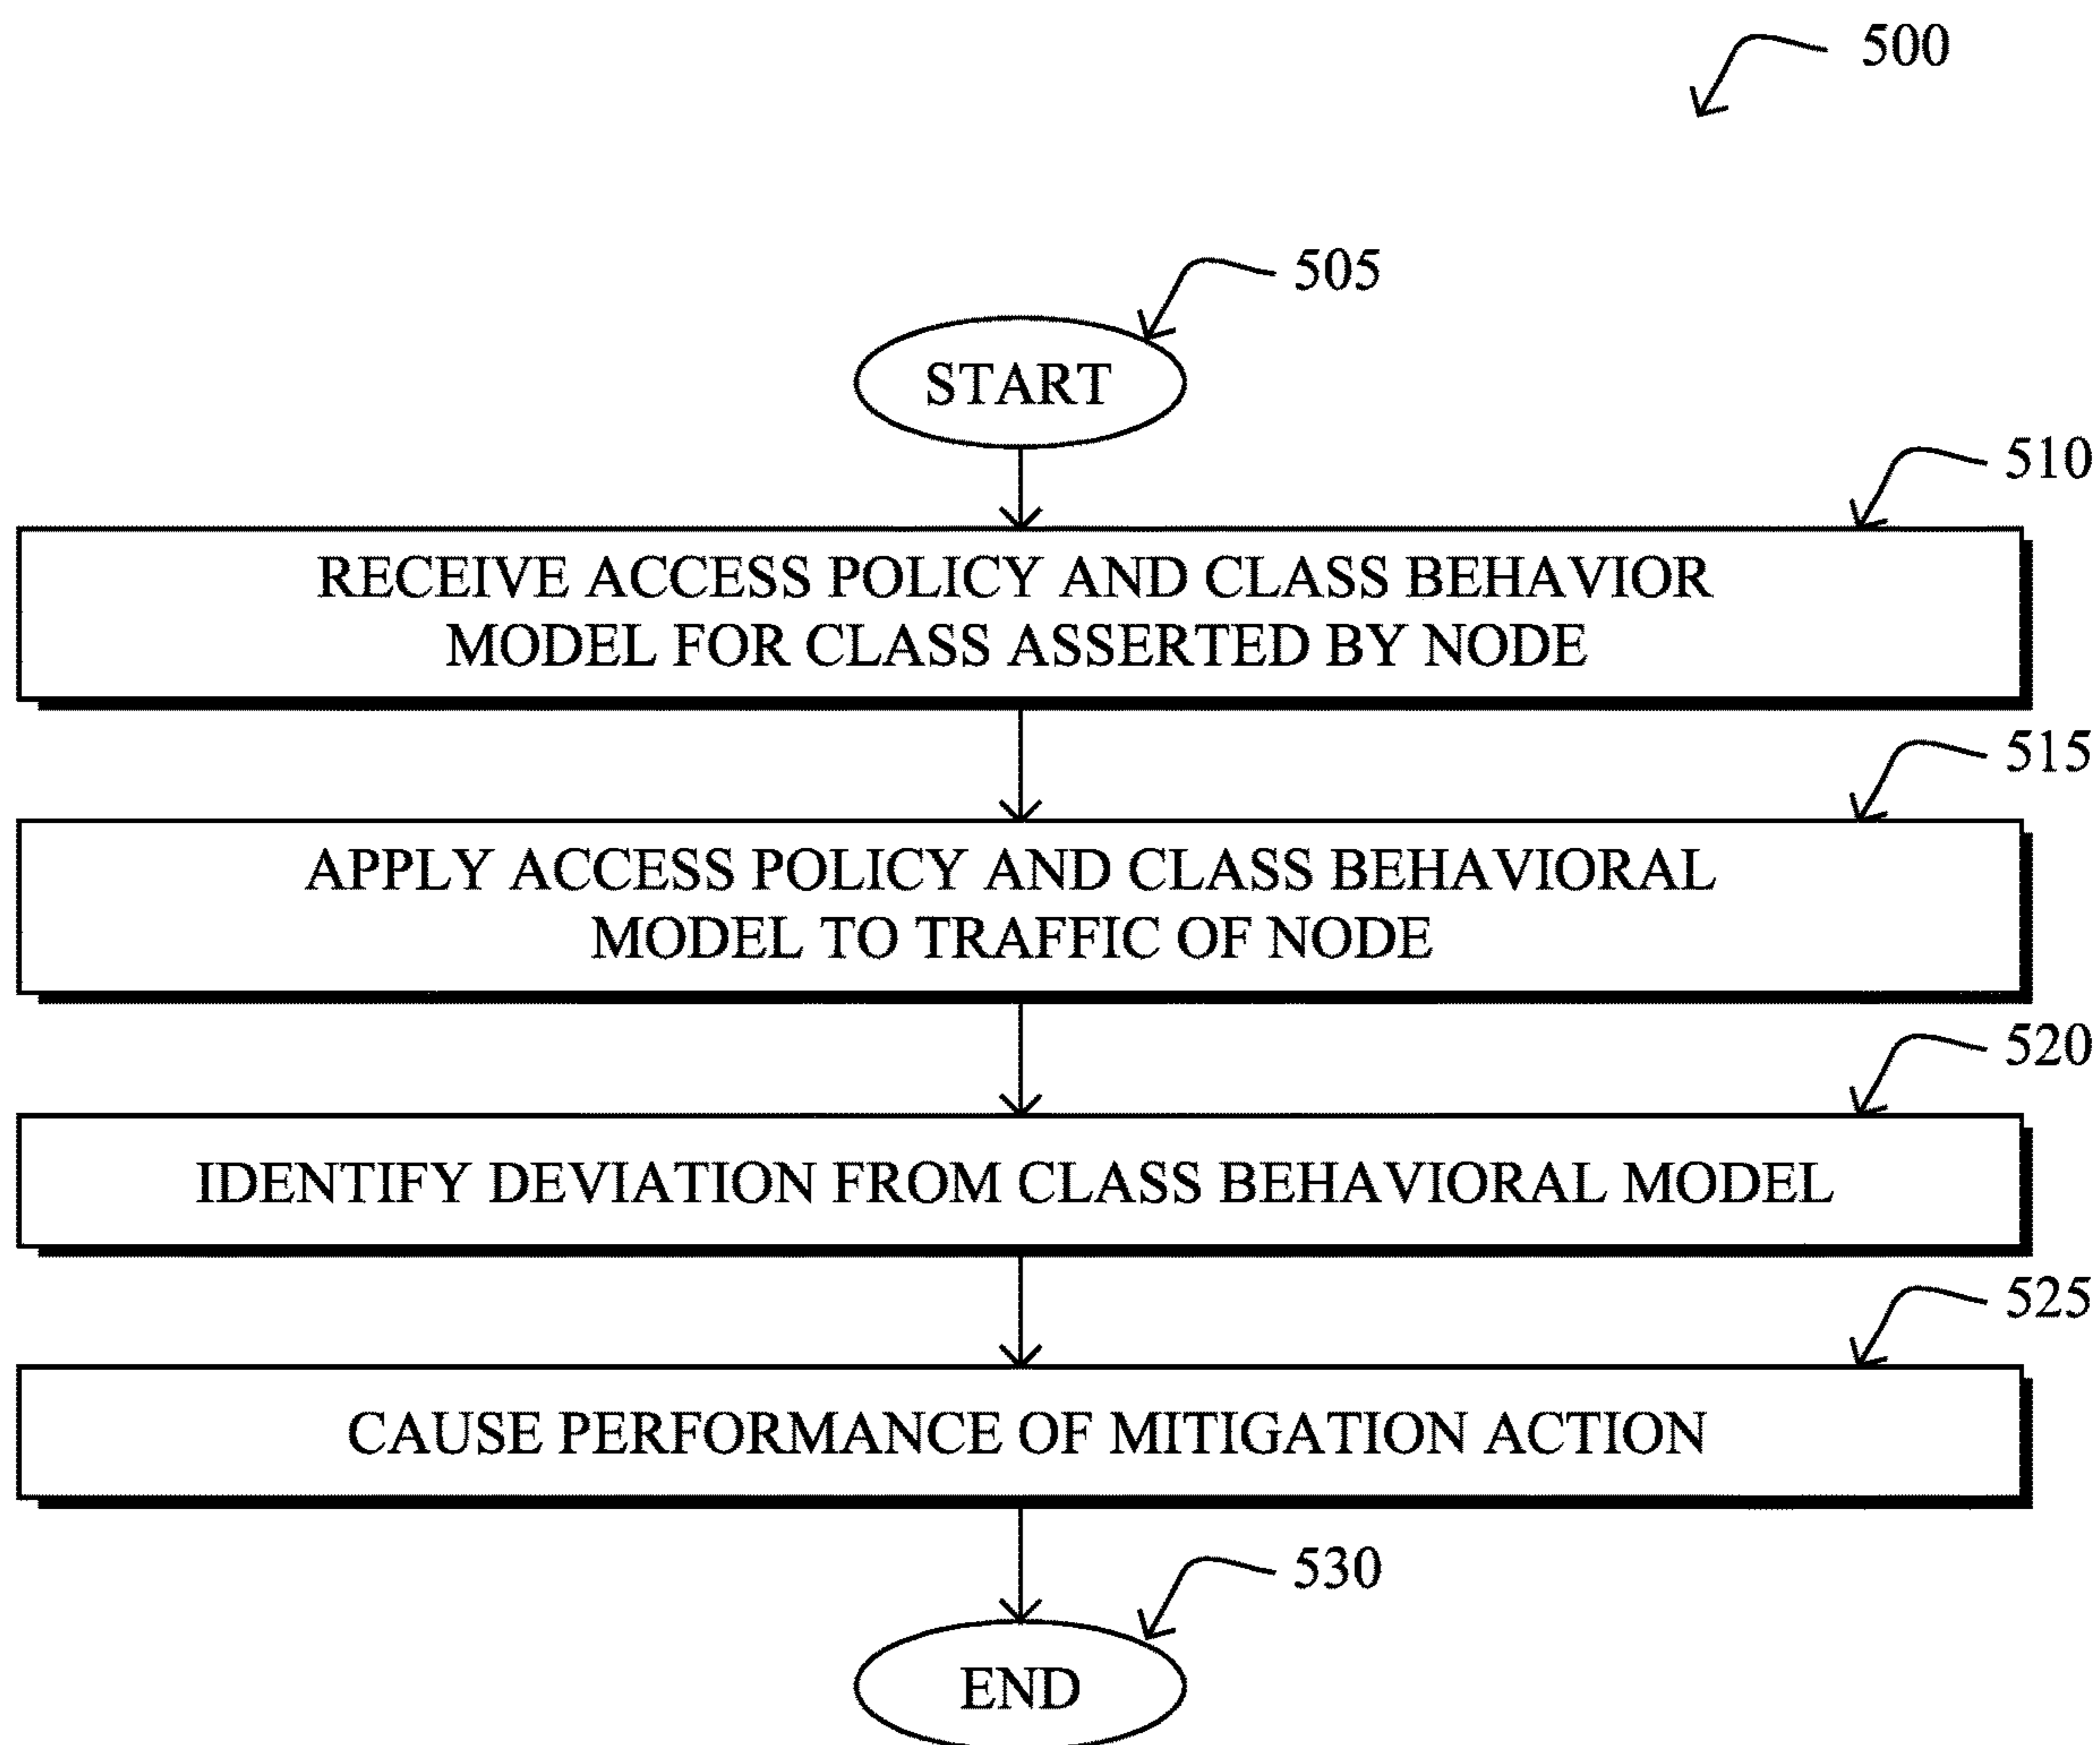 500
505
START
510
RECEIVE ACCESS POLICY AND CLASS BEHAVIOR
MODEL FOR CLASS ASSERTED BY NODE
515
APPLY ACCESS POLICY AND CLASS BEHAVIORAL
MODEL TO TRAFFIC OF NODE
520
IDENTIFY DEVIATION FROM CLASS BEHAVIORAL MODEL
525
CAUSE PERFORMANCE OF MITIGATION ACTION
530
END